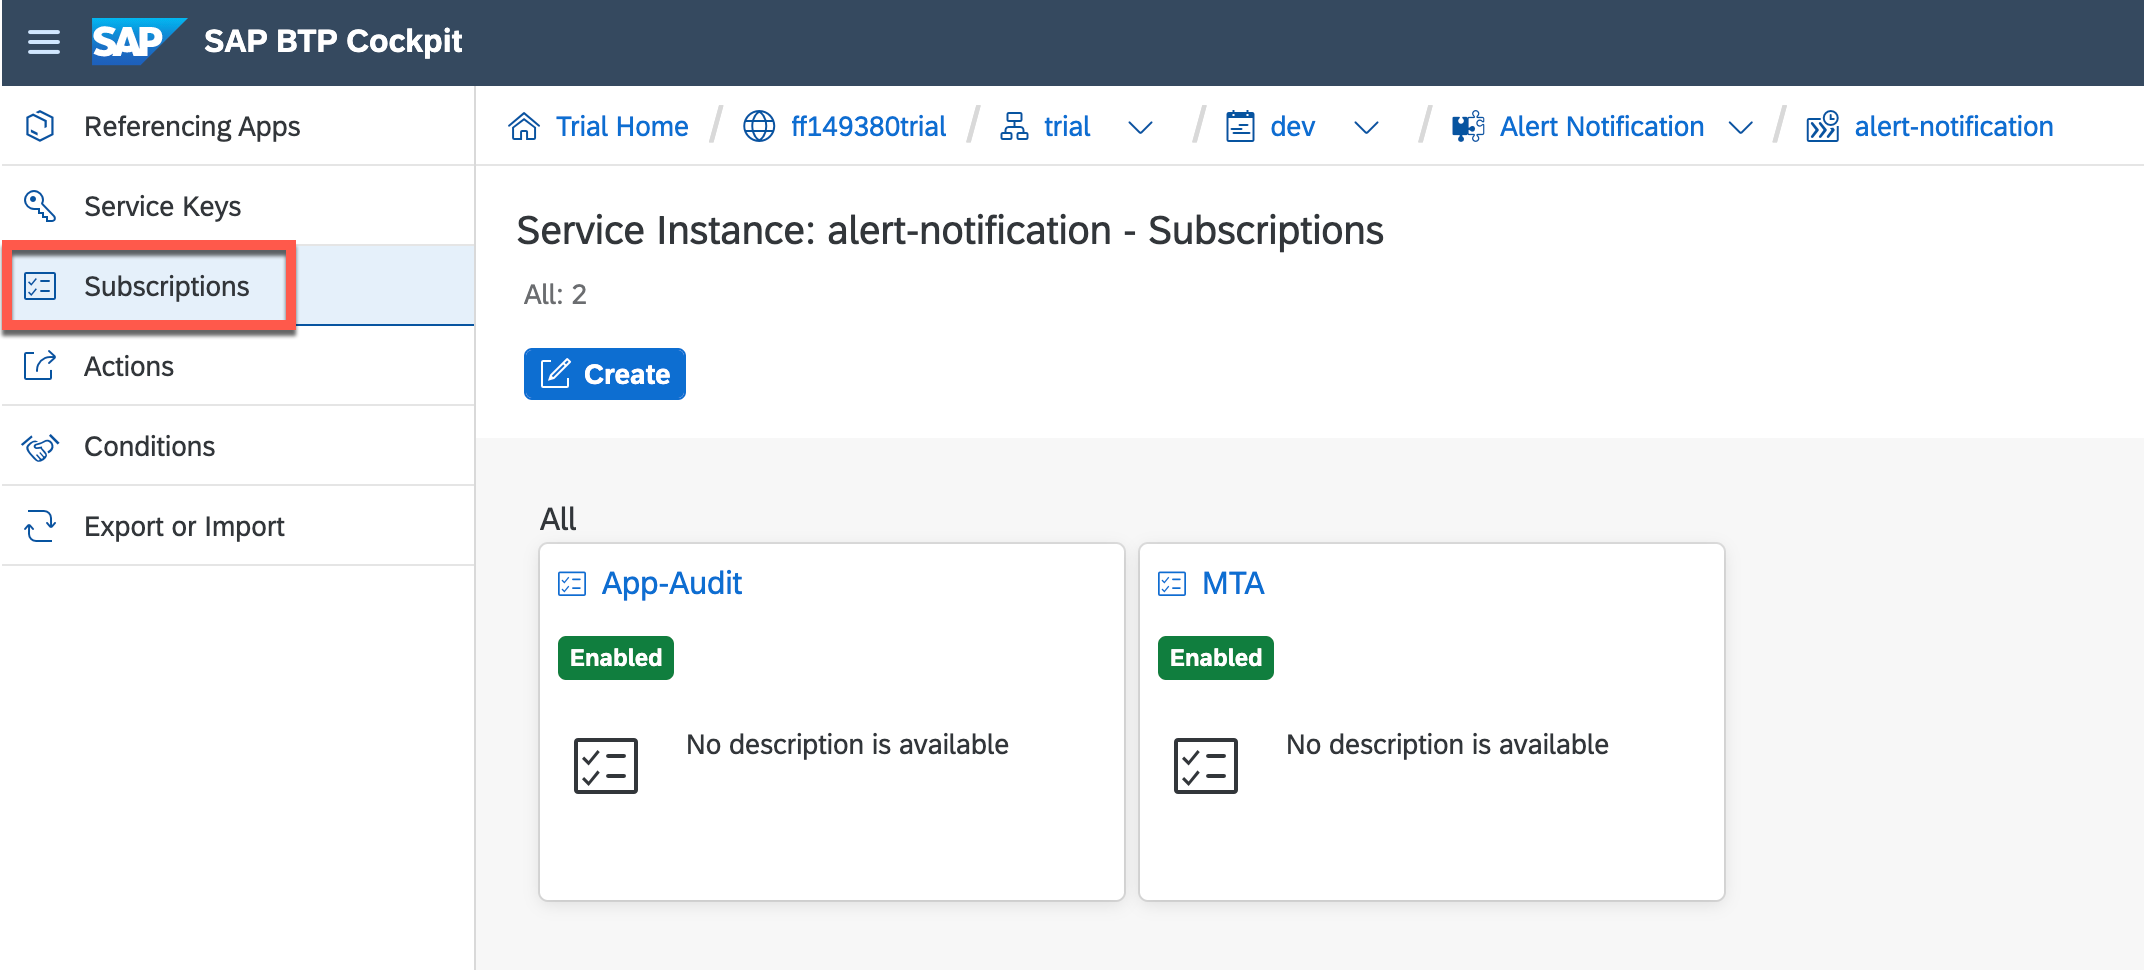 SAP SAP BTP Cockpit
Referencing Apps
Service Keys
Subscriptions
Actions
Conditions
Export or Import
Trial Home / ff149380trial / trial / dev / Alert Notification / alert-notification
Service Instance: alert-notification - Subscriptions
All: 2
Create
All
App-Audit
Enabled
No description is available
MTA
Enabled
No description is available